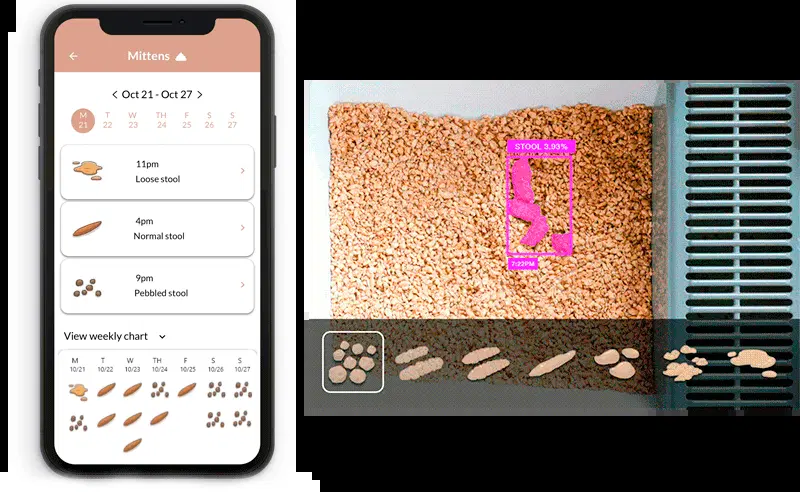 Mittens
Oct 21 - Oct 27
M T W TH F S S
21 22 23 24 25 26 27
11pm
Loose stool
4pm
Normal stool
9pm
Pebbled stool
View weekly chart
M T W TH F S S
10/21 10/22 10/23 10/24 10/25 10/26 10/27
STOOL 3.93%
7:22PM